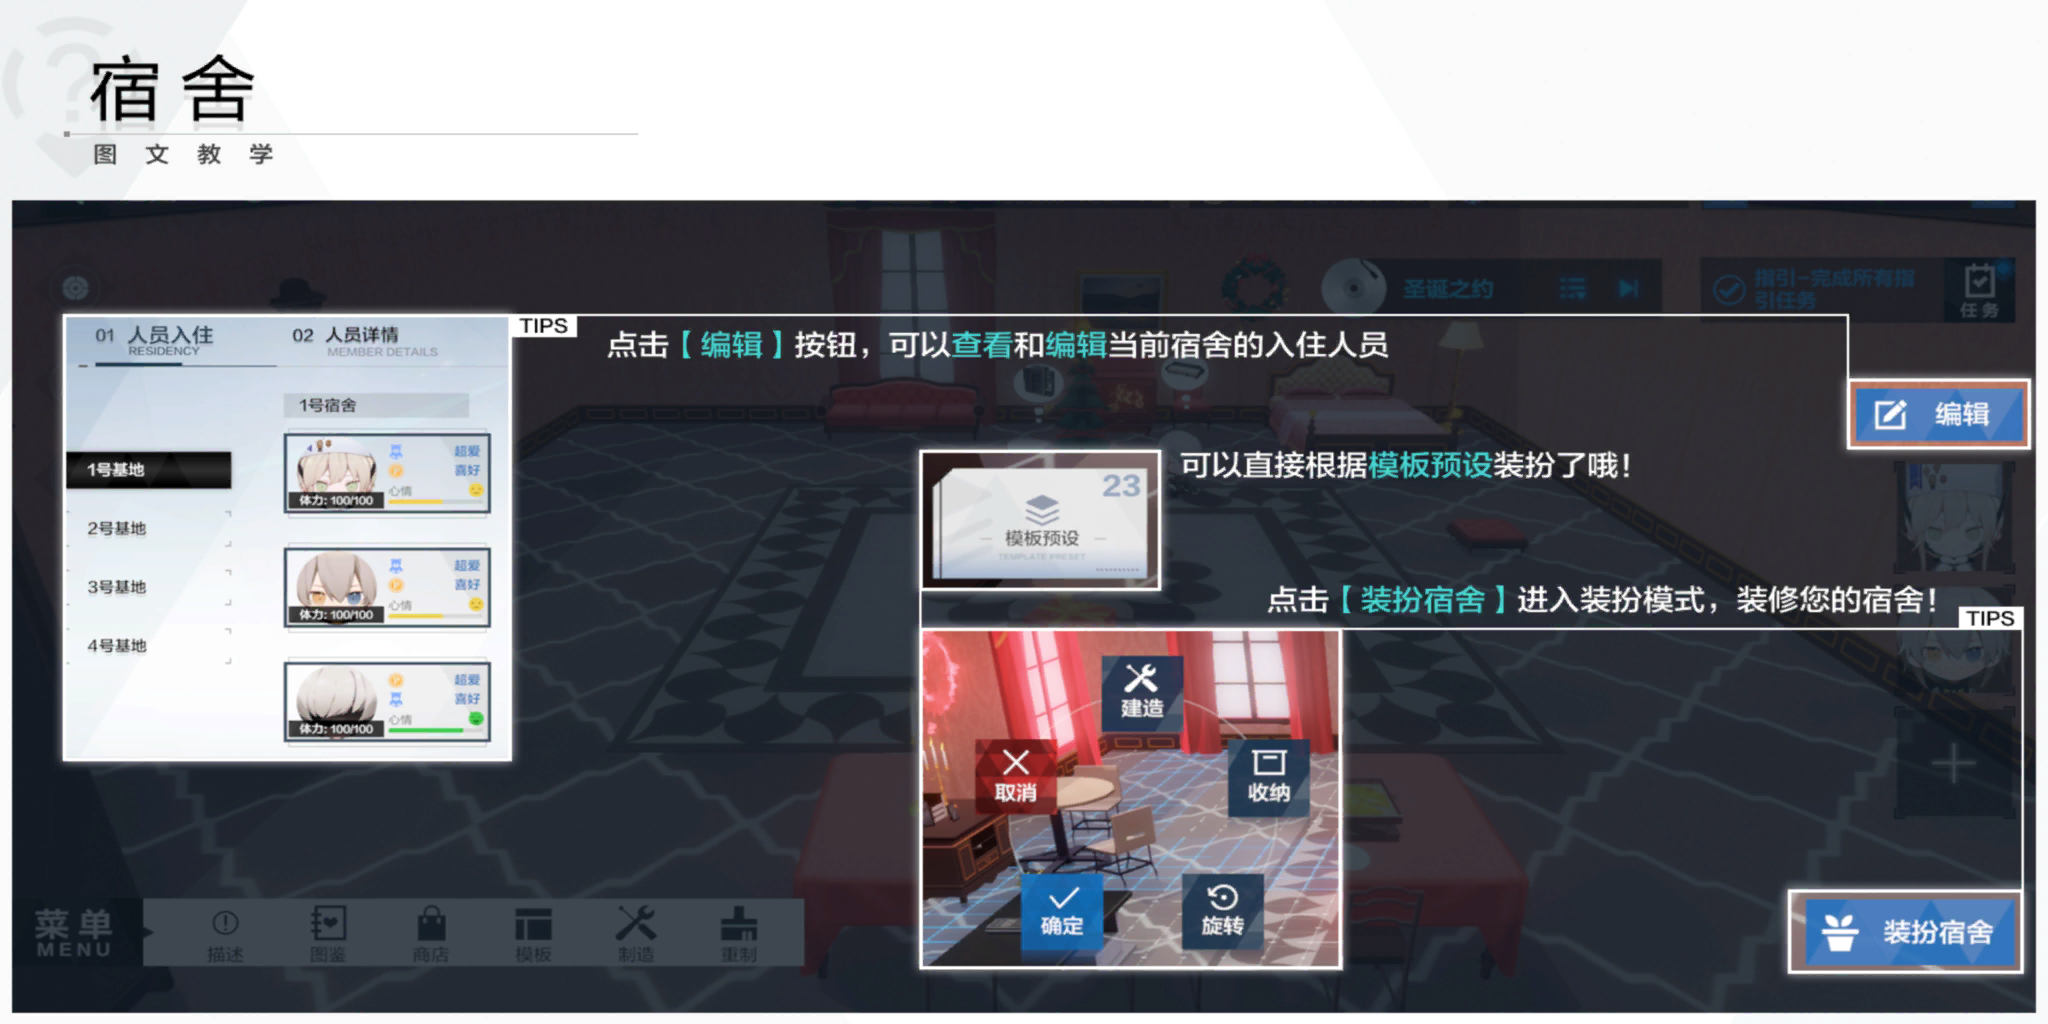 宿舍
图文教学
圣诞之约
指引-完成所有指
引任务
任务
01 人员入住
RESIDENCY
02 人员详情
MEMBER DETAILS
TIPS
点击【编辑】按钮，可以查看和编辑当前宿舍的入住人员
编辑
1号宿舍
1号基地
2号基地
3号基地
4号基地
超爱
喜好
心情
体力: 100/100
超爱
喜好
心情
体力: 100/100
超爱
喜好
心情
体力: 100/100
23
模板预设
TEMPLATE PRESET
可以直接根据模板预设装扮了哦！
点击【装扮宿舍】进入装扮模式，装修您的宿舍！
TIPS
建造
取消
收纳
确定
旋转
菜单
MENU
描述
图鉴
商店
模板
制造
重制
装扮宿舍